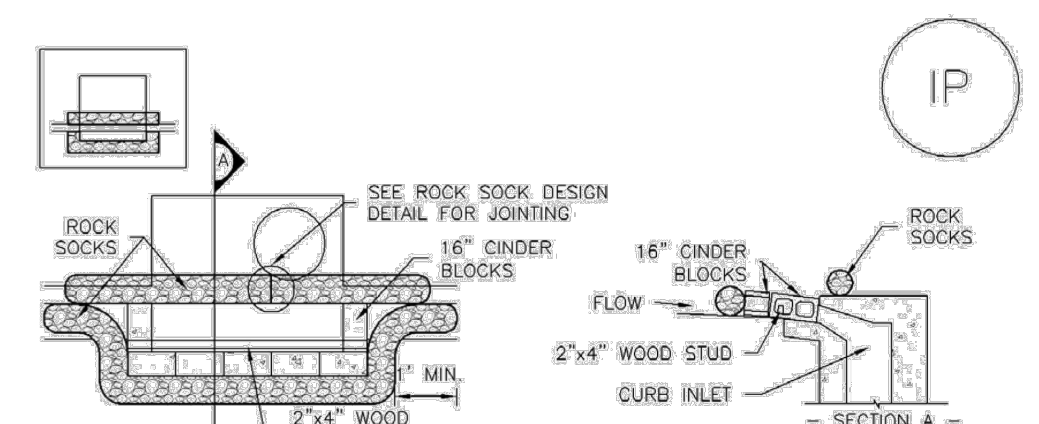 IP
A
SEE ROCK SOCK DESIGN
DETAIL FOR JOINTING
ROCK
SOCKS
16" CINDER
BLOCKS
1' MIN.
2"x4" WOOD
ROCK
SOCKS
16" CINDER
BLOCKS
FLOW
2"x4" WOOD STUD
CURB INLET
SECTION A